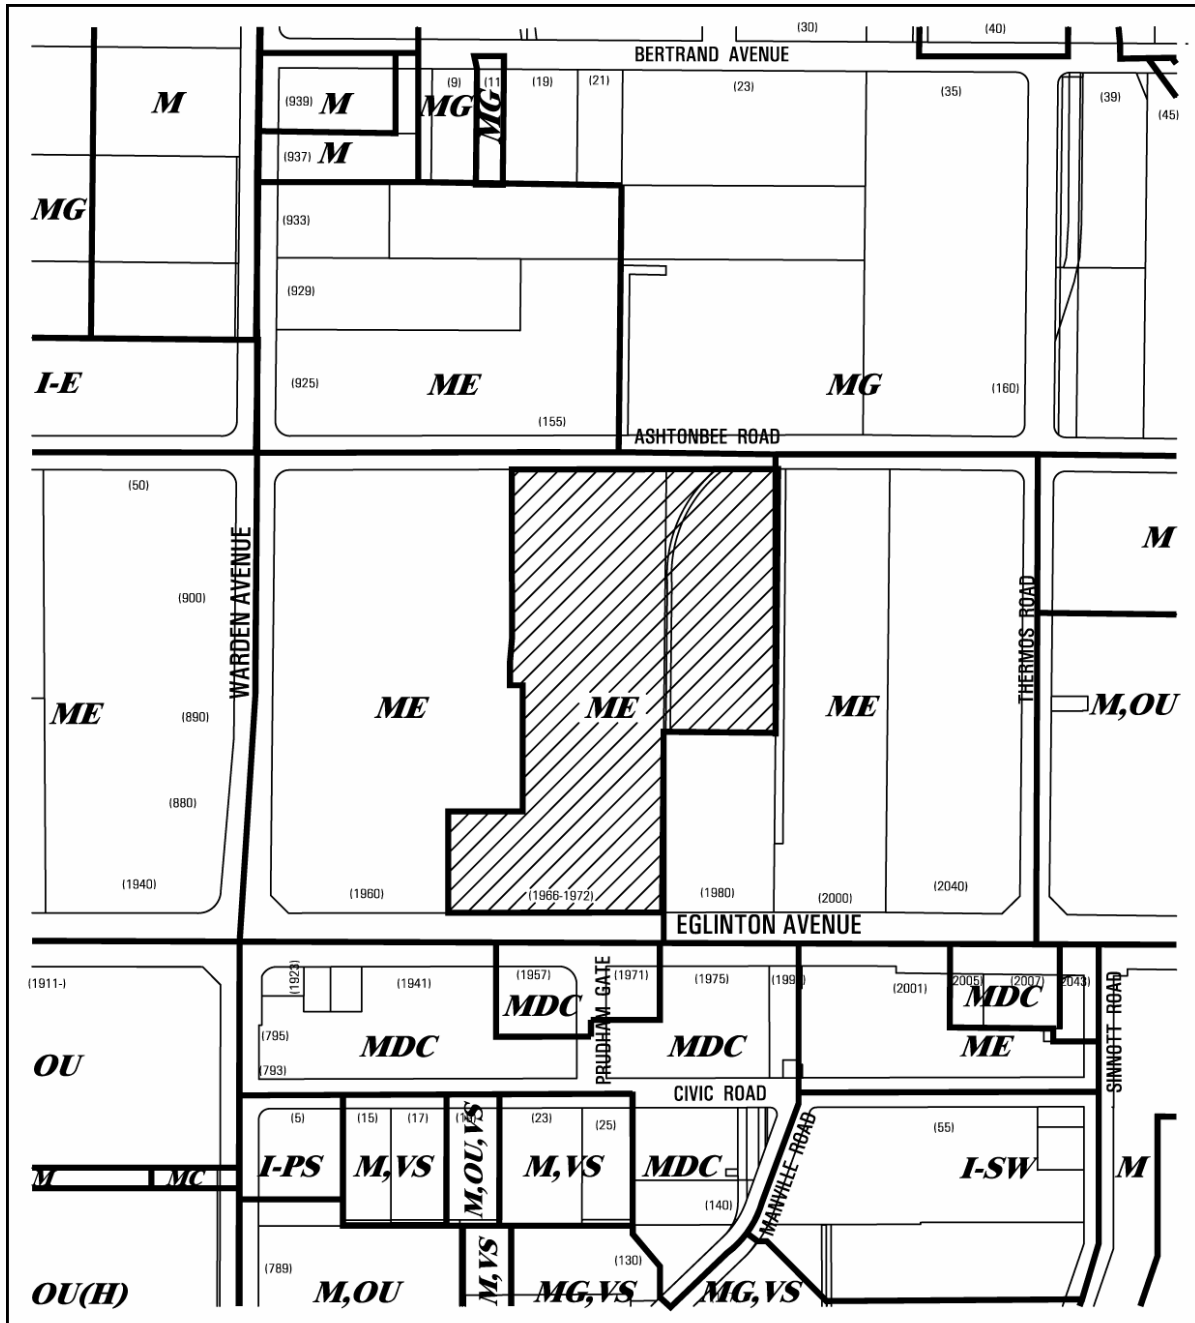 (30)
(40)
BERTRAND AVENUE
(9)
(11
(19)
(21)
(23)
(35)
(39)
(45)
M
(939)
M
MG
MG
(937)
M
MG
(933)
(929)
I-E
(925)
ME
MG
(160)
(155)
ASHTONBEE ROAD
(50)
WARDEN AVENUE
M
(900)
THERMOS ROAD
ME
(890)
ME
ME
ME
M,OU
(880)
(1940)
(1960)
(1966-1972)
(1980)
(2000)
(2040)
EGLINTON AVENUE
(1911-)
(1923)
(1941)
(1957)
PRUDHAM GATE
(1971)
(1975)
(2001)
(2005)
(2007)
(2043)
SINNOTT ROAD
MDC
MDC
(795)
MDC
MDC
ME
OU
(793)
CIVIC ROAD
(5)
(15)
(17)
M,OU,VS
(23)
(25)
MANVILLE ROAD
(55)
I-PS
M,VS
M,VS
MDC
I-SW
M
M
MC
(140)
(789)
M,VS
(130)
OU(H)
M,OU
MG,VS
MG,VS